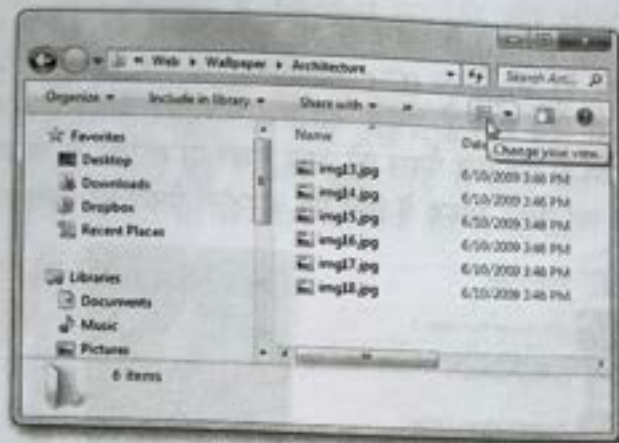 « Web ▸ Wallpaper ▸ Architecture
Search Arc...
Organize
Include in library
Share with
»
Change your view.
Favorites
Desktop
Downloads
Dropbox
Recent Places
Libraries
Documents
Music
Pictures
Name
Date
img13.jpg 6/10/2009 3:46 PM
img14.jpg 6/10/2009 3:46 PM
img15.jpg 6/10/2009 3:46 PM
img16.jpg 6/10/2009 3:46 PM
img17.jpg 6/10/2009 3:46 PM
img18.jpg 6/10/2009 3:46 PM
6 items